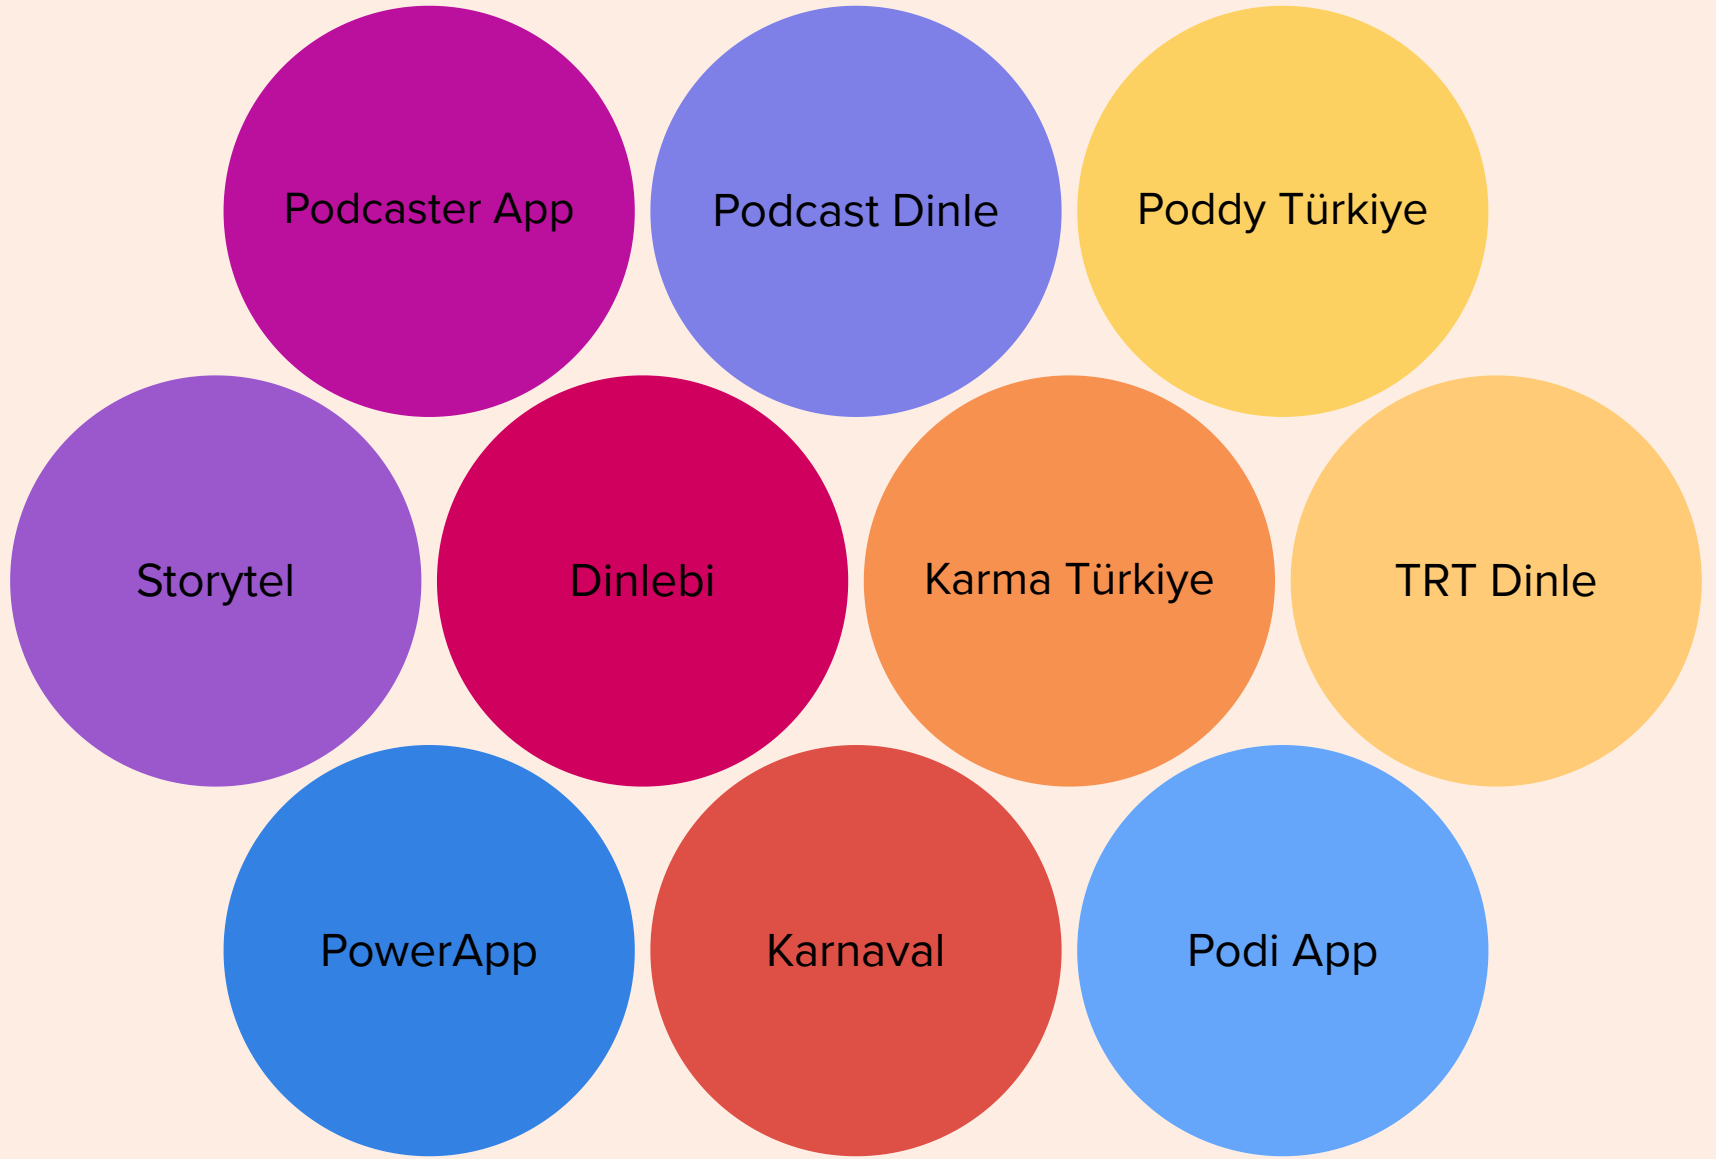 Podcaster App
Podcast Dinle
Poddy Türkiye
Storytel
Dinlebi
Karma Türkiye
TRT Dinle
PowerApp
Karnaval
Podi App